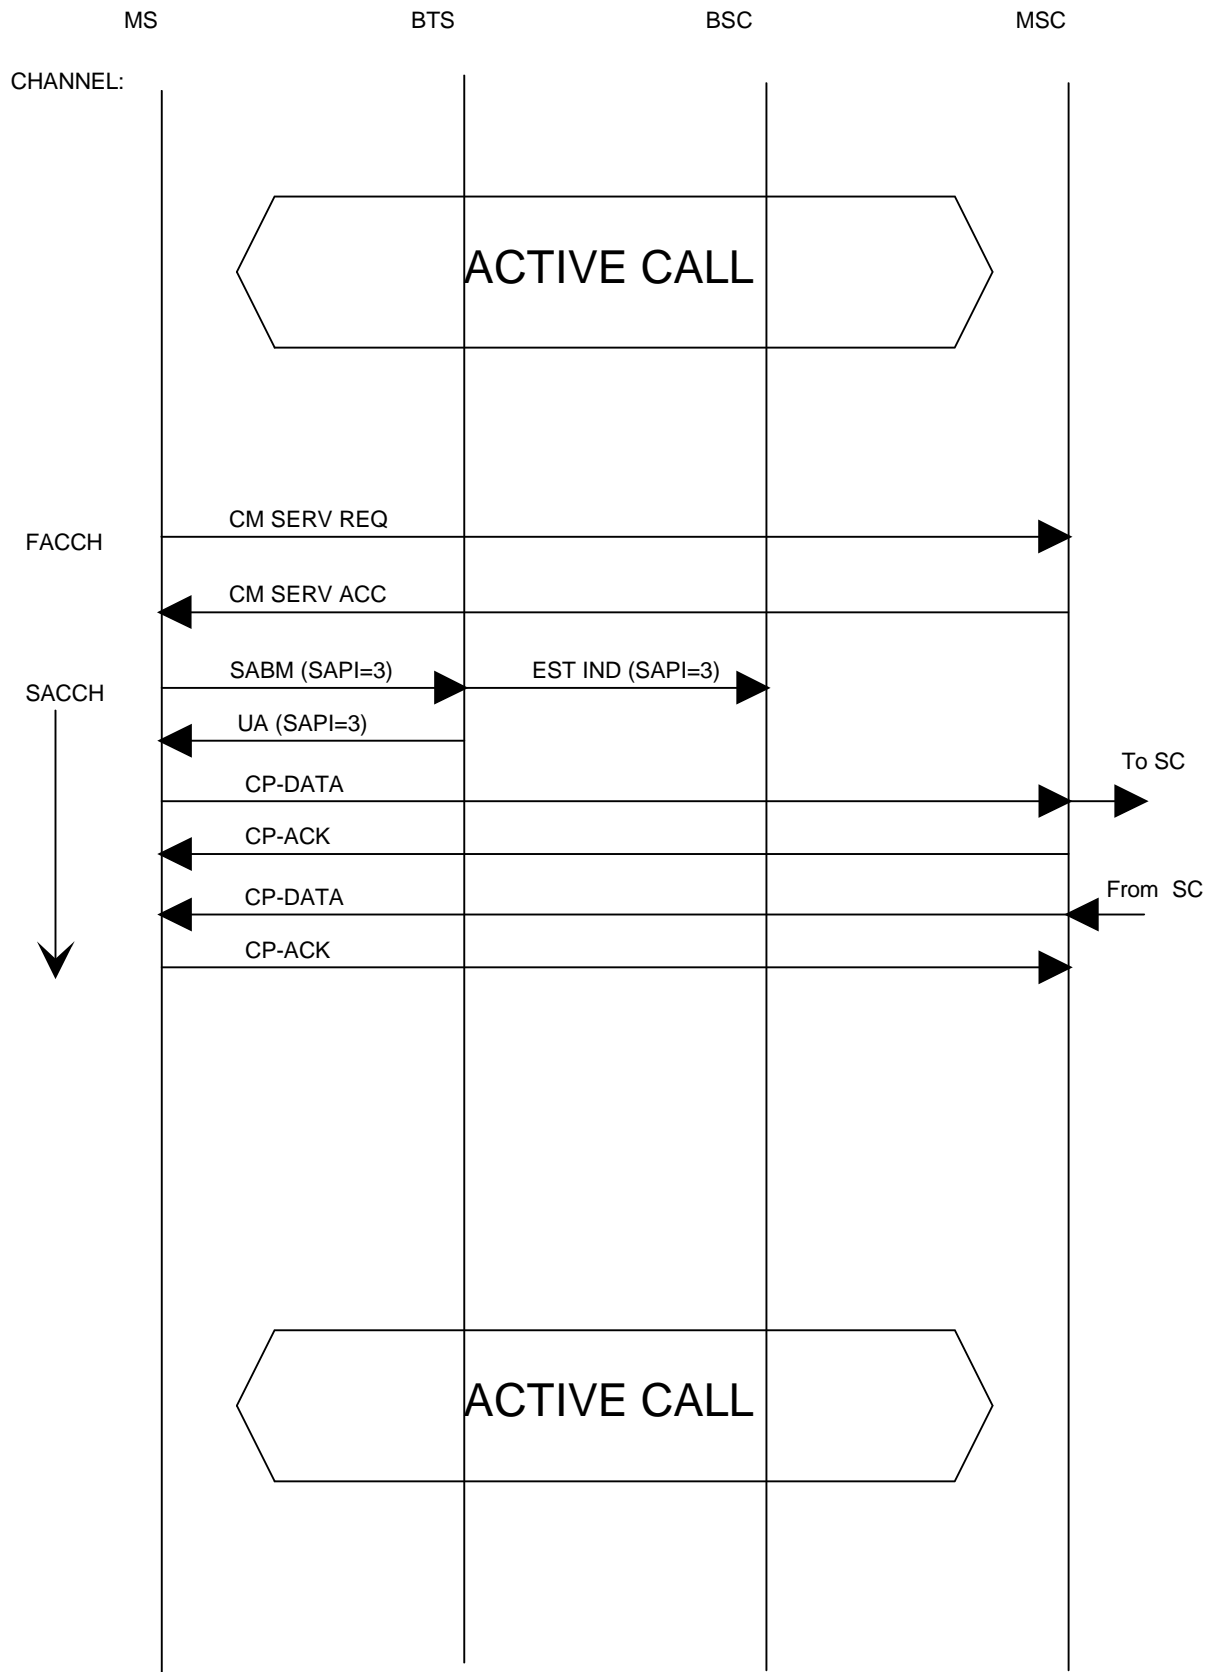 MS BTS BSC MSC
CHANNEL:
ACTIVE CALL
CM SERV REQ
FACCH
CM SERV ACC
SABM (SAPI=3) EST IND (SAPI=3)
SACCH
UA (SAPI=3)
To SC
CP-DATA
CP-ACK
From SC
CP-DATA
CP-ACK
ACTIVE CALL